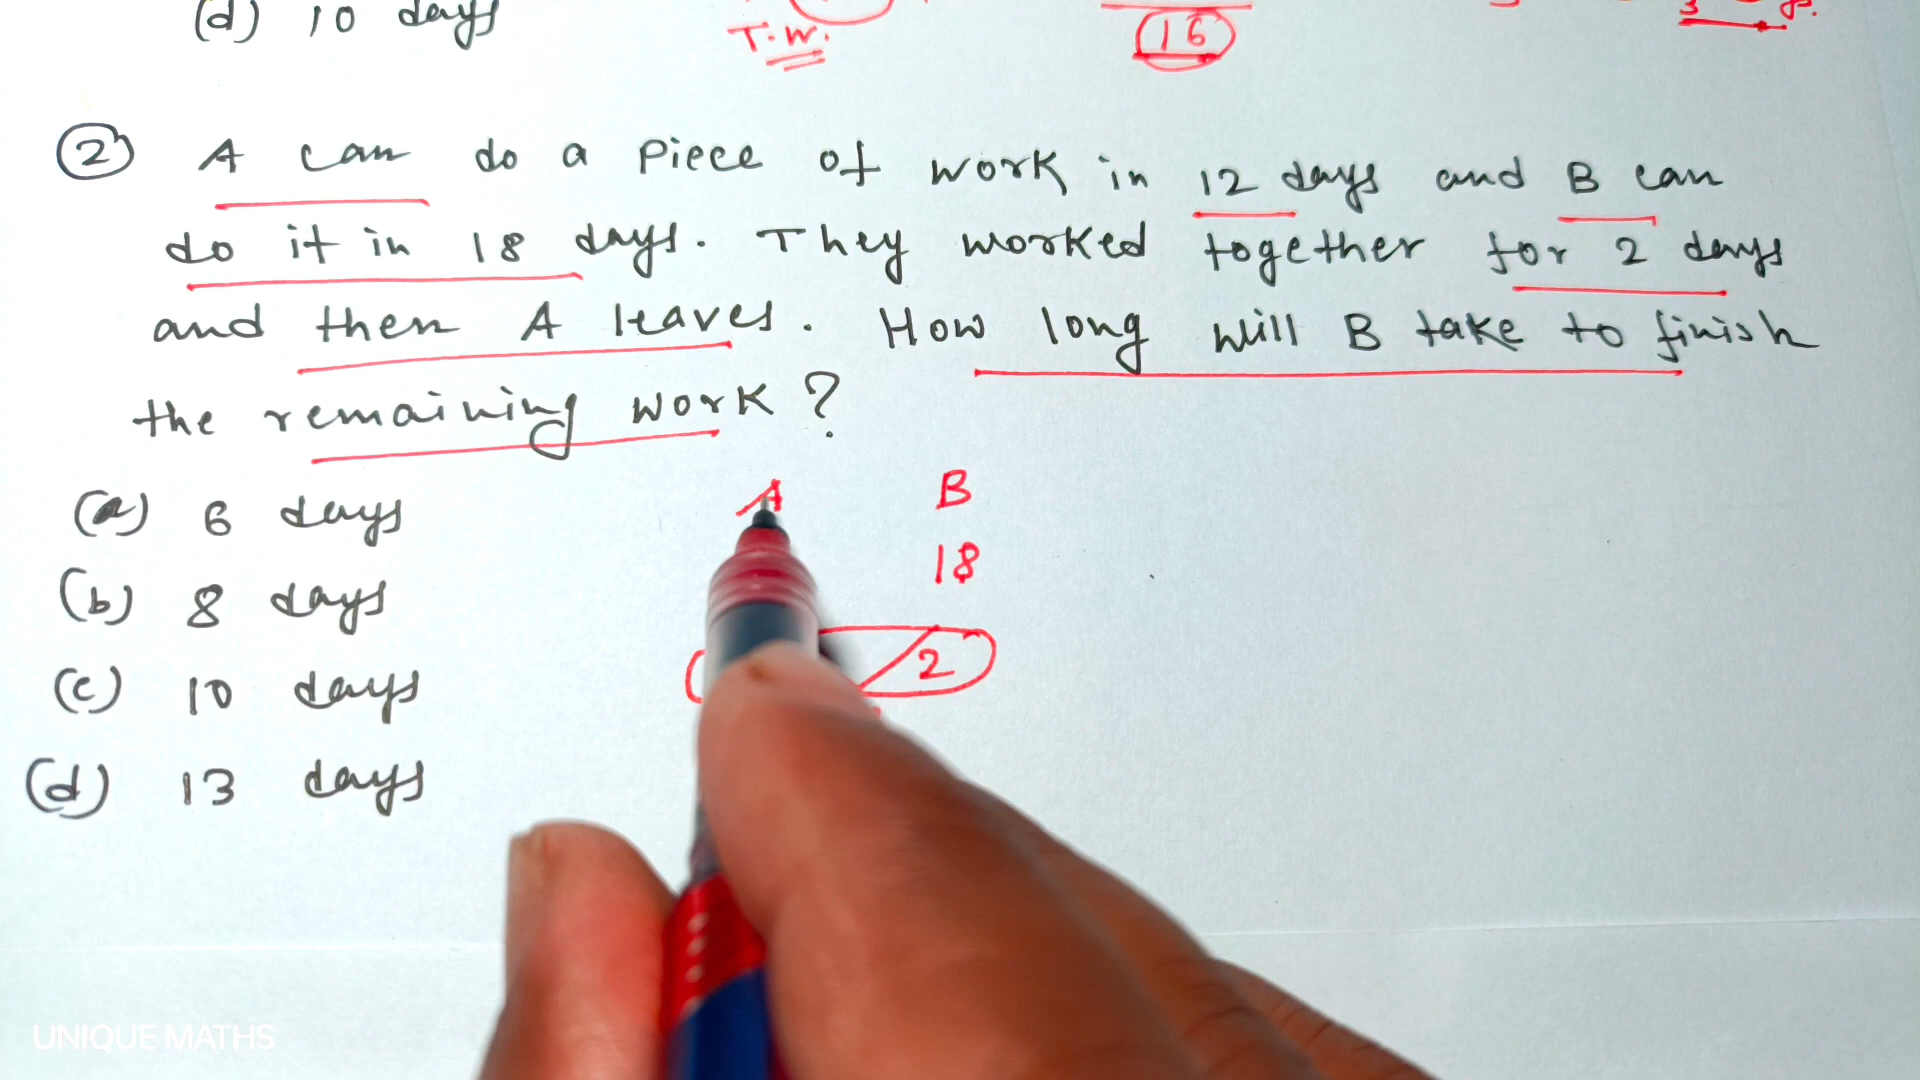 (d) 10 days
T.W.
16
2 A can do a piece of work in 12 days and B can
do it in 18 days. They worked together for 2 days
and then A leaves. How long will B take to finish
the remaining work?
A B
18
2
(a) 6 days
(b) 8 days
(c) 10 days
(d) 13 days
UNIQUE MATHS